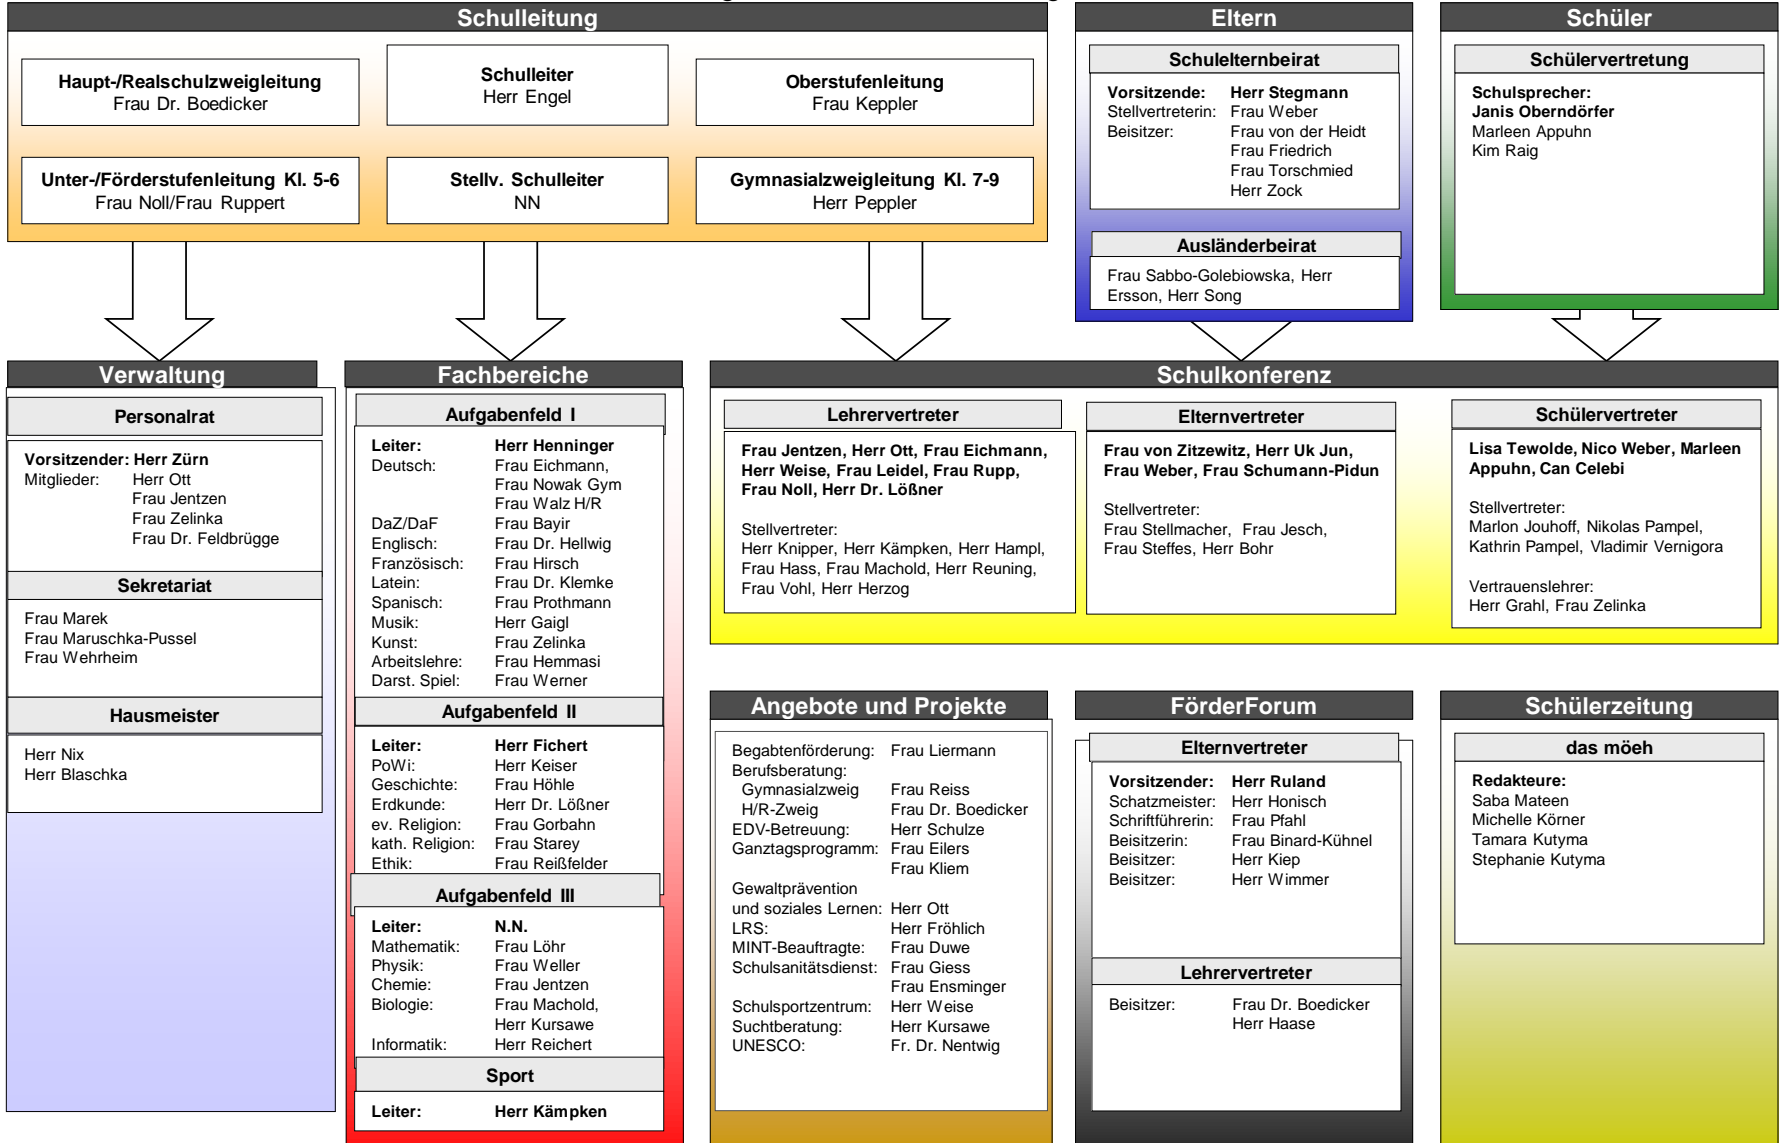 Schulleitung
Haupt-/Realschulzweigleitung
Frau Dr. Boedicker
Schulleiter
Herr Engel
Oberstufenleitung
Frau Keppler
Unter-/Förderstufenleitung Kl. 5-6
Frau Noll/Frau Ruppert
Stellv. Schulleiter
NN
Gymnasialzweigleitung Kl. 7-9
Herr Peppler
Eltern
Schulelternbeirat
Vorsitzende: Herr Stegmann
Stellvertreterin: Frau Weber
Beisitzer: Frau von der Heidt
Frau Friedrich
Frau Torschmied
Herr Zock
Ausländerbeirat
Frau Sabbo-Golebiowska, Herr
Ersson, Herr Song
Schüler
Schülervertretung
Schulsprecher:
Janis Oberndörfer
Marleen Appuhn
Kim Raig
Verwaltung
Personalrat
Vorsitzender: Herr Zürn
Mitglieder: Herr Ott
Frau Jentzen
Frau Zelinka
Frau Dr. Feldbrügge
Sekretariat
Frau Marek
Frau Maruschka-Pussel
Frau Wehrheim
Hausmeister
Herr Nix
Herr Blaschka
Fachbereiche
Aufgabenfeld I
Leiter: Herr Henninger
Deutsch: Frau Eichmann,
Frau Nowak Gym
Frau Walz H/R
DaZ/DaF Frau Bayir
Englisch: Frau Dr. Hellwig
Französisch: Frau Hirsch
Latein: Frau Dr. Klemke
Spanisch: Frau Prothmann
Musik: Herr Gaigl
Kunst: Frau Zelinka
Arbeitslehre: Frau Hemmasi
Darst. Spiel: Frau Werner
Aufgabenfeld II
Leiter: Herr Fichert
PoWi: Herr Keiser
Geschichte: Frau Höhle
Erdkunde: Herr Dr. Lößner
ev. Religion: Frau Gorbahn
kath. Religion: Frau Starey
Ethik: Frau Reißfelder
Aufgabenfeld III
Leiter: N.N.
Mathematik: Frau Löhr
Physik: Frau Weller
Chemie: Frau Jentzen
Biologie: Frau Machold,
Herr Kursawe
Informatik: Herr Reichert
Sport
Leiter: Herr Kämpken
Schulkonferenz
Lehrervertreter
Frau Jentzen, Herr Ott, Frau Eichmann,
Herr Weise, Frau Leidel, Frau Rupp,
Frau Noll, Herr Dr. Lößner
Stellvertreter:
Herr Knipper, Herr Kämpken, Herr Hampl,
Frau Hass, Frau Machold, Herr Reuning,
Frau Vohl, Herr Herzog
Elternvertreter
Frau von Zitzewitz, Herr Uk Jun,
Frau Weber, Frau Schumann-Pidun
Stellvertreter:
Frau Stellmacher, Frau Jesch,
Frau Steffes, Herr Bohr
Schülervertreter
Lisa Tewolde, Nico Weber, Marleen
Appuhn, Can Celebi
Stellvertreter:
Marlon Jouhoff, Nikolas Pampel,
Kathrin Pampel, Vladimir Vernigora
Vertrauenslehrer:
Herr Grahl, Frau Zelinka
Angebote und Projekte
Begabtenförderung: Frau Liermann
Berufsberatung:
Gymnasialzweig Frau Reiss
H/R-Zweig Frau Dr. Boedicker
EDV-Betreuung: Herr Schulze
Ganztagsprogramm: Frau Eilers
Frau Kliem
Gewaltprävention
und soziales Lernen: Herr Ott
LRS: Herr Fröhlich
MINT-Beauftragte: Frau Duwe
Schulsanitätsdienst: Frau Giess
Frau Ensminger
Schulsportzentrum: Herr Weise
Suchtberatung: Herr Kursawe
UNESCO: Fr. Dr. Nentwig
FörderForum
Elternvertreter
Vorsitzender: Herr Ruland
Schatzmeister: Herr Honisch
Schriftführerin: Frau Pfahl
Beisitzerin: Frau Binard-Kühnel
Beisitzer: Herr Kiep
Beisitzer: Herr Wimmer
Lehrervertreter
Beisitzer: Frau Dr. Boedicker
Herr Haase
Schülerzeitung
das möeh
Redakteure:
Saba Mateen
Michelle Körner
Tamara Kutyma
Stephanie Kutyma